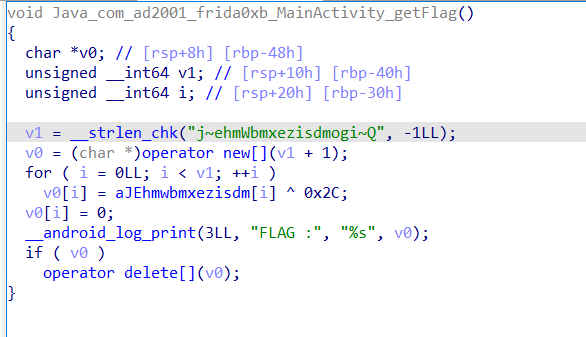 void Java_com_ad2001_frida0xb_MainActivity_getFlag()
{
  char *v0; // [rsp+8h] [rbp-48h]
  unsigned __int64 v1; // [rsp+10h] [rbp-40h]
  unsigned __int64 i; // [rsp+20h] [rbp-30h]

  v1 = __strlen_chk("j~ehmWbmxezisdmogi~Q", -1LL);
  v0 = (char *)operator new[](v1 + 1);
  for ( i = 0LL; i < v1; ++i )
    v0[i] = aJEhmwbmxezisdm[i] ^ 0x2C;
  v0[i] = 0;
  __android_log_print(3LL, "FLAG :", "%s", v0);
  if ( v0 )
    operator delete[](v0);
}